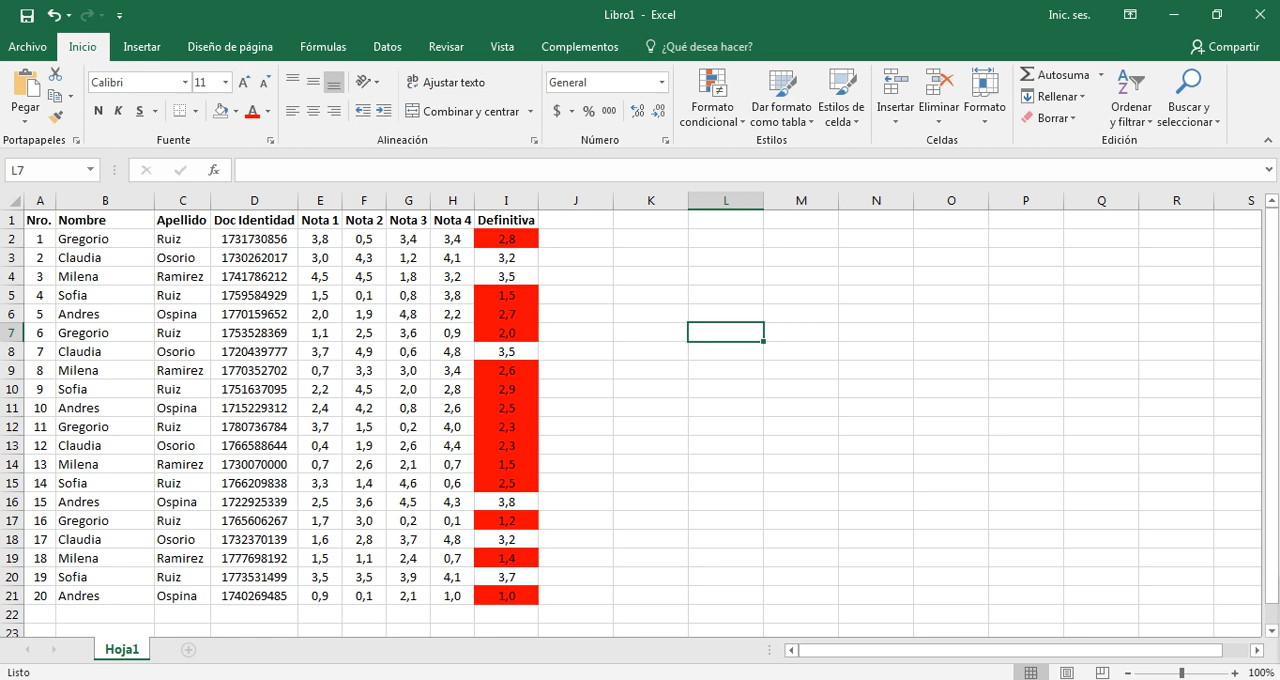 Libro1 - Excel
Inic. ses.
Archivo Inicio Insertar Diseño de página Fórmulas Datos Revisar Vista Complementos ¿Qué desea hacer? Compartir
Pegar
Calibri 11
N K S
Ajustar texto
Combinar y centrar
General
$ % 000
Formato condicional
Dar formato como tabla
Estilos de celda
Insertar Eliminar Formato
Autosuma
Rellenar
Borrar
Ordenar y filtrar
Buscar y seleccionar
Portapapeles Fuente Alineación Número Estilos Celdas Edición
L7 fx
A B C D E F G H I J K L M N O P Q R S
1 Nro. Nombre Apellido Doc Identidad Nota 1 Nota 2 Nota 3 Nota 4 Definitiva
2 1 Gregorio Ruiz 1731730856 3,8 0,5 3,4 3,4 2,8
3 2 Claudia Osorio 1730262017 3,0 4,3 1,2 4,1 3,2
4 3 Milena Ramirez 1741786212 4,5 4,5 1,8 3,2 3,5
5 4 Sofia Ruiz 1759584929 1,5 0,1 0,8 3,8 1,5
6 5 Andres Ospina 1770159652 2,0 1,9 4,8 2,2 2,7
7 6 Gregorio Ruiz 1753528369 1,1 2,5 3,6 0,9 2,0
8 7 Claudia Osorio 1720439777 3,7 4,9 0,6 4,8 3,5
9 8 Milena Ramirez 1770352702 0,7 3,3 3,0 3,4 2,6
10 9 Sofia Ruiz 1751637095 2,2 4,5 2,0 2,8 2,9
11 10 Andres Ospina 1715229312 2,4 4,2 0,8 2,6 2,5
12 11 Gregorio Ruiz 1780736784 3,7 1,5 0,2 4,0 2,3
13 12 Claudia Osorio 1766588644 0,4 1,9 2,6 4,4 2,3
14 13 Milena Ramirez 1730070000 0,7 2,6 2,1 0,7 1,5
15 14 Sofia Ruiz 1766209838 3,3 1,4 4,6 0,6 2,5
16 15 Andres Ospina 1722925339 2,5 3,6 4,5 4,3 3,8
17 16 Gregorio Ruiz 1765606267 1,7 3,0 0,2 0,1 1,2
18 17 Claudia Osorio 1732370139 1,6 2,8 3,7 4,8 3,2
19 18 Milena Ramirez 1777698192 1,5 1,1 2,4 0,7 1,4
20 19 Sofia Ruiz 1773531499 3,5 3,5 3,9 4,1 3,7
21 20 Andres Ospina 1740269485 0,9 0,1 2,1 1,0 1,0
22
23
Hoja1
Listo 100%